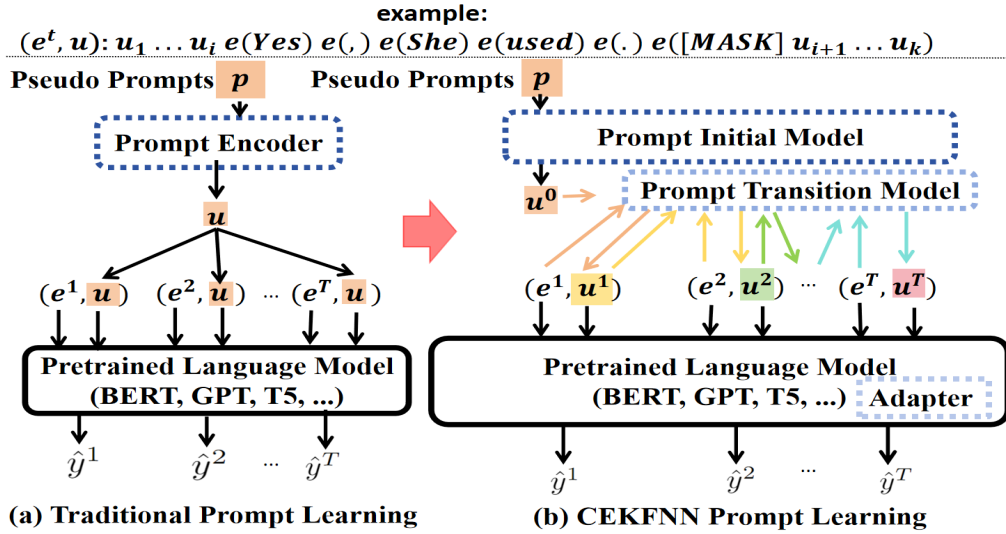 example:
(e^t, u): u_1 ... u_i e(Yes) e(,) e(She) e(used) e(.) e([MASK] u_{i+1} ... u_k)
Pseudo Prompts p
Prompt Encoder
u
(e^1, u) (e^2, u) ... (e^T, u)
Pretrained Language Model
(BERT, GPT, T5, ...)
ŷ^1 ŷ^2 ... ŷ^T
(a) Traditional Prompt Learning
Pseudo Prompts p
Prompt Initial Model
u^0 Prompt Transition Model
(e^1, u^1) (e^2, u^2) ... (e^T, u^T)
Pretrained Language Model
(BERT, GPT, T5, ...) Adapter
ŷ^1 ŷ^2 ... ŷ^T
(b) CEKFNN Prompt Learning